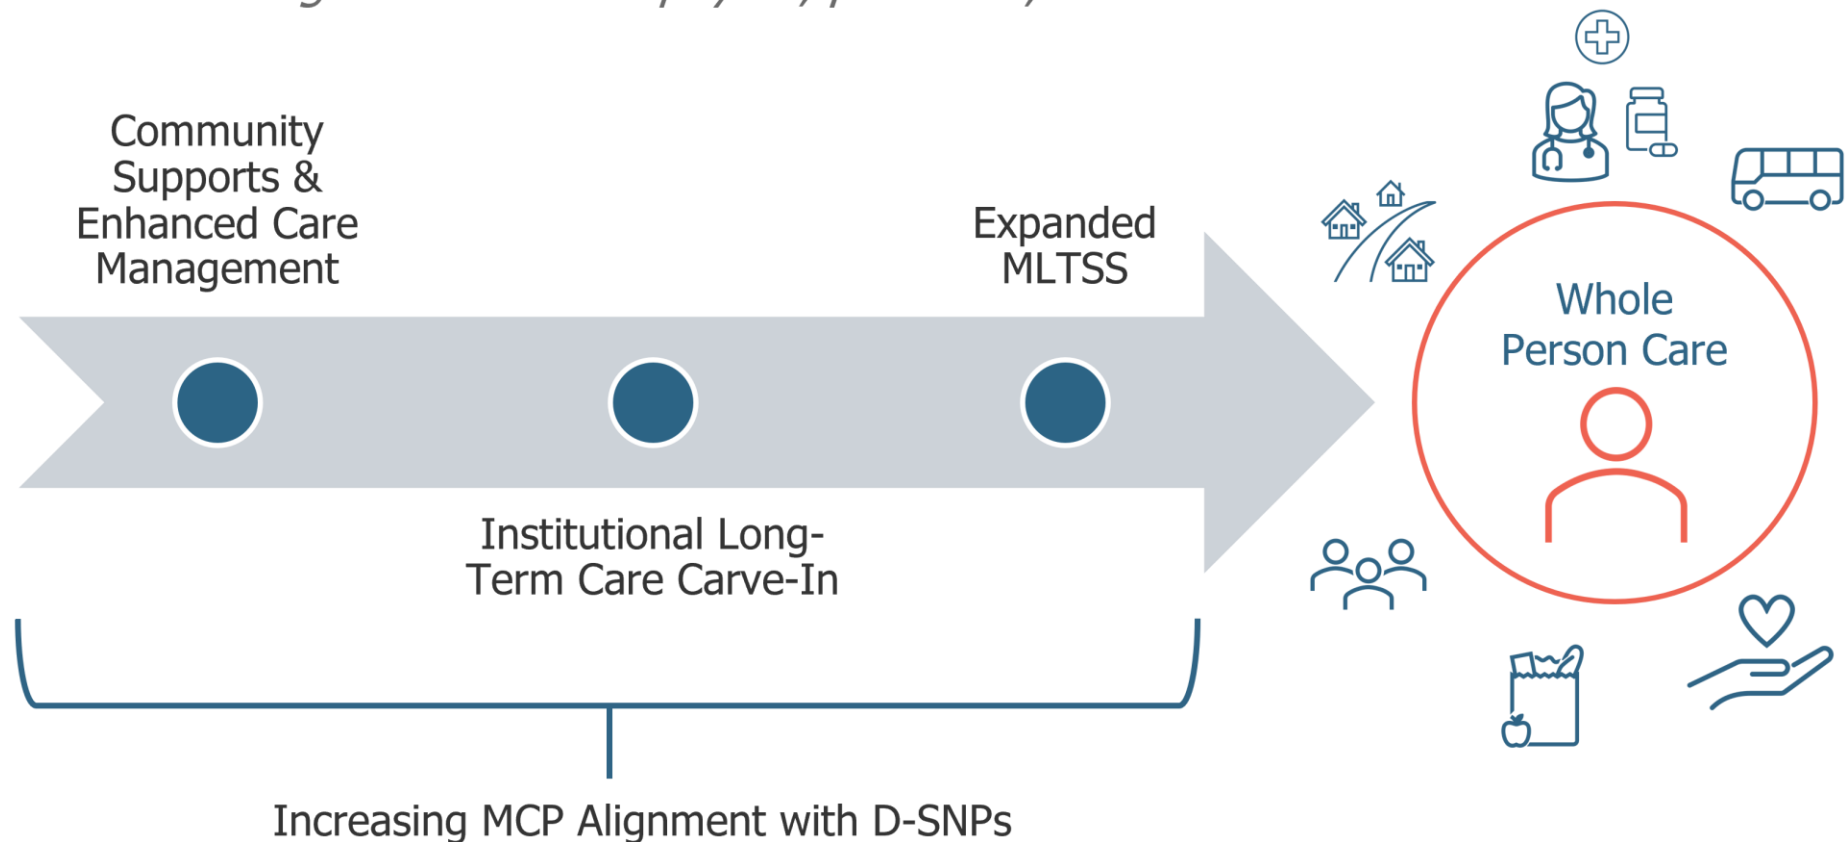 Community
Supports &
Enhanced Care
Management
Expanded
MLTSS
Institutional Long-
Term Care Carve-In
Increasing MCP Alignment with D-SNPs
Whole
Person Care